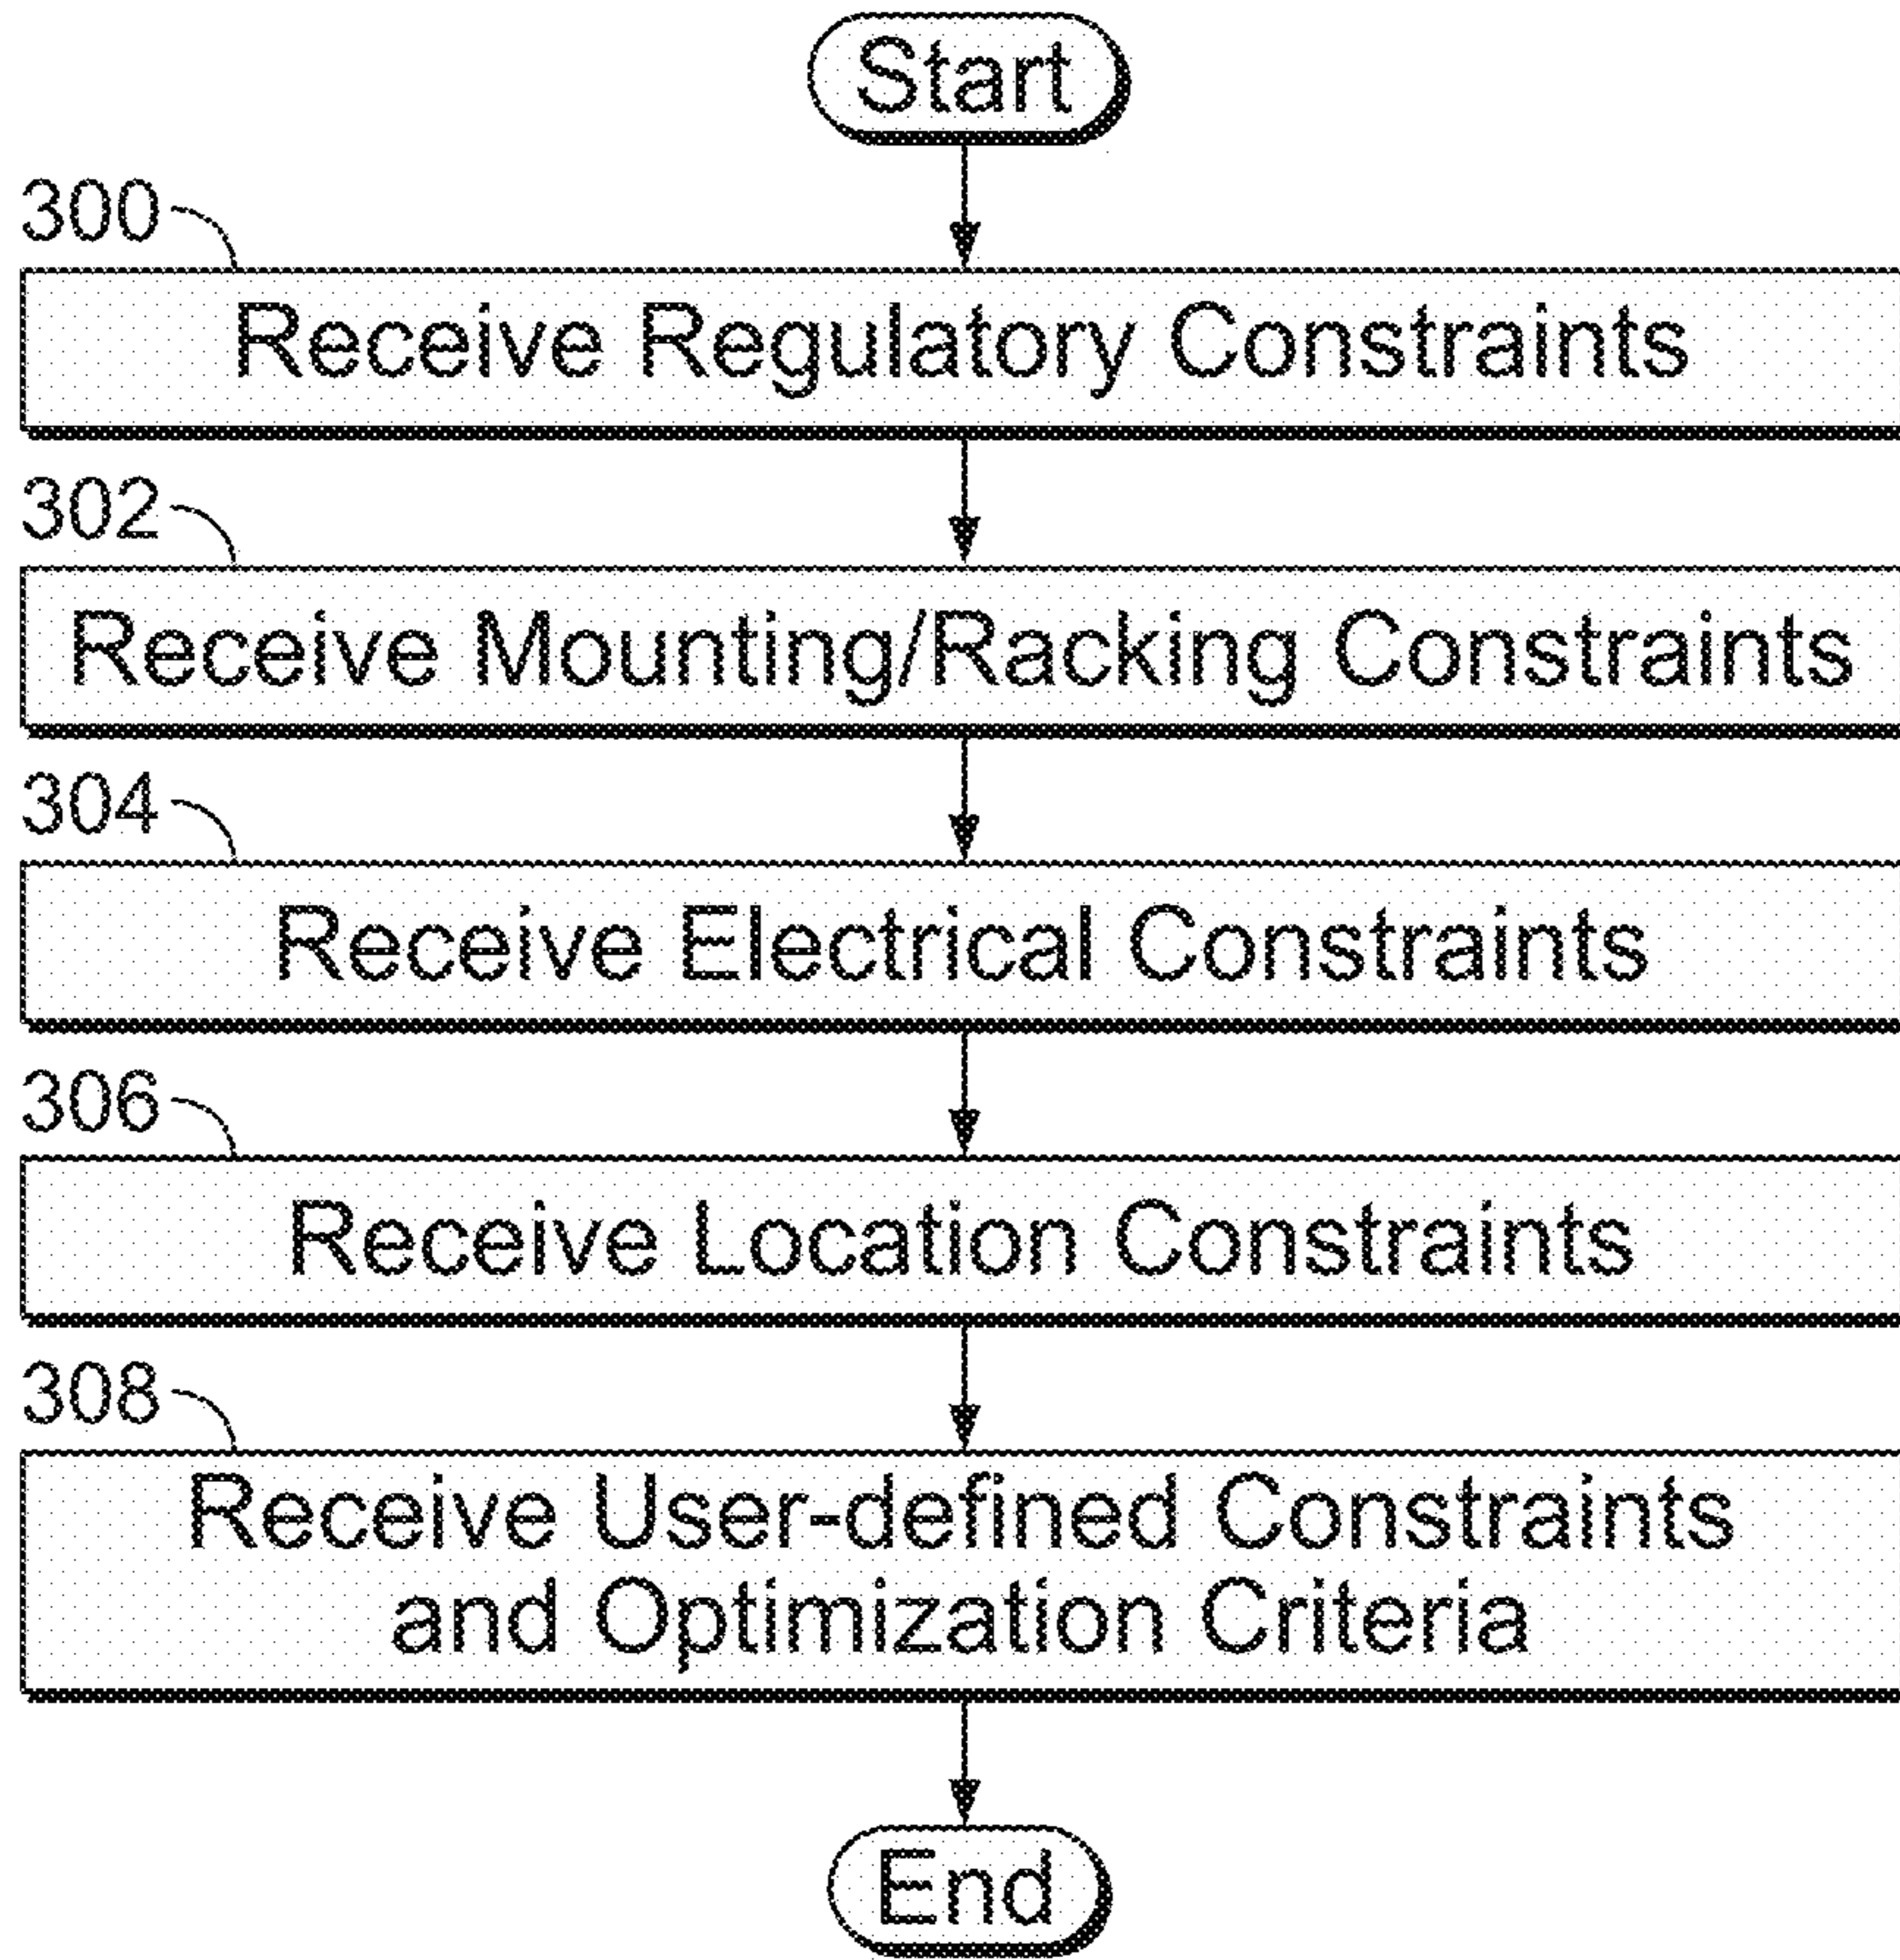 Start
300
Receive Regulatory Constraints
302
Receive Mounting/Racking Constraints
304
Receive Electrical Constraints
306
Receive Location Constraints
308
Receive User-defined Constraints
and Optimization Criteria
End